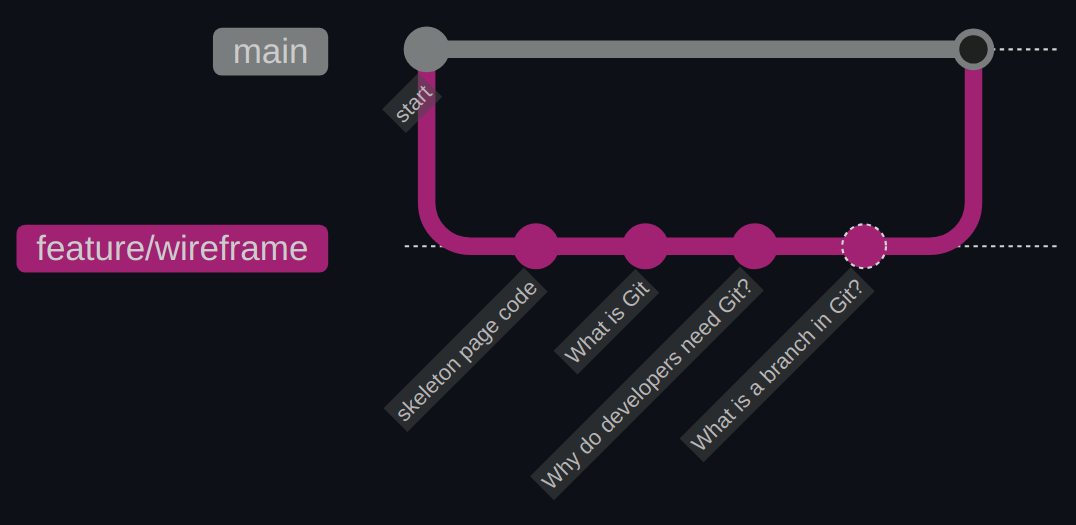 main
start
feature/wireframe
skeleton page code
What is Git
Why do developers need Git?
What is a branch in Git?